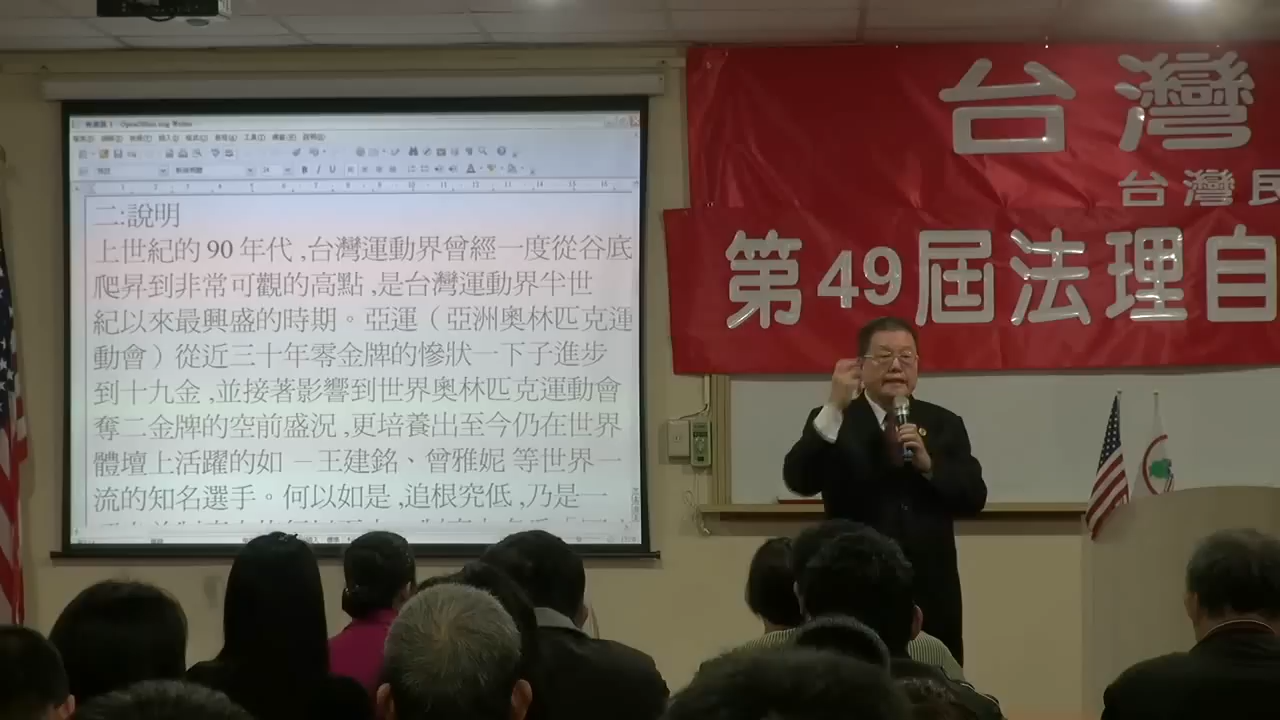 二:說明
上世紀的 90 年代 ,台灣運動界曾經一度從谷底
爬昇到非常可觀的高點 ,是台灣運動界半世
紀以來最興盛的時期。亞運（亞洲奧林匹克運
動會）從近三十年零金牌的慘狀一下子進步
到十九金 ,並接著影響到世界奧林匹克運動會
奪二金牌的空前盛況 ,更培養出至今仍在世界
體壇上活躍的如 – 王建銘、曾雅妮 等世界一
流的知名選手。何以如是 ,追根究低 ,乃是一
台灣
台灣民
第49屆法理自